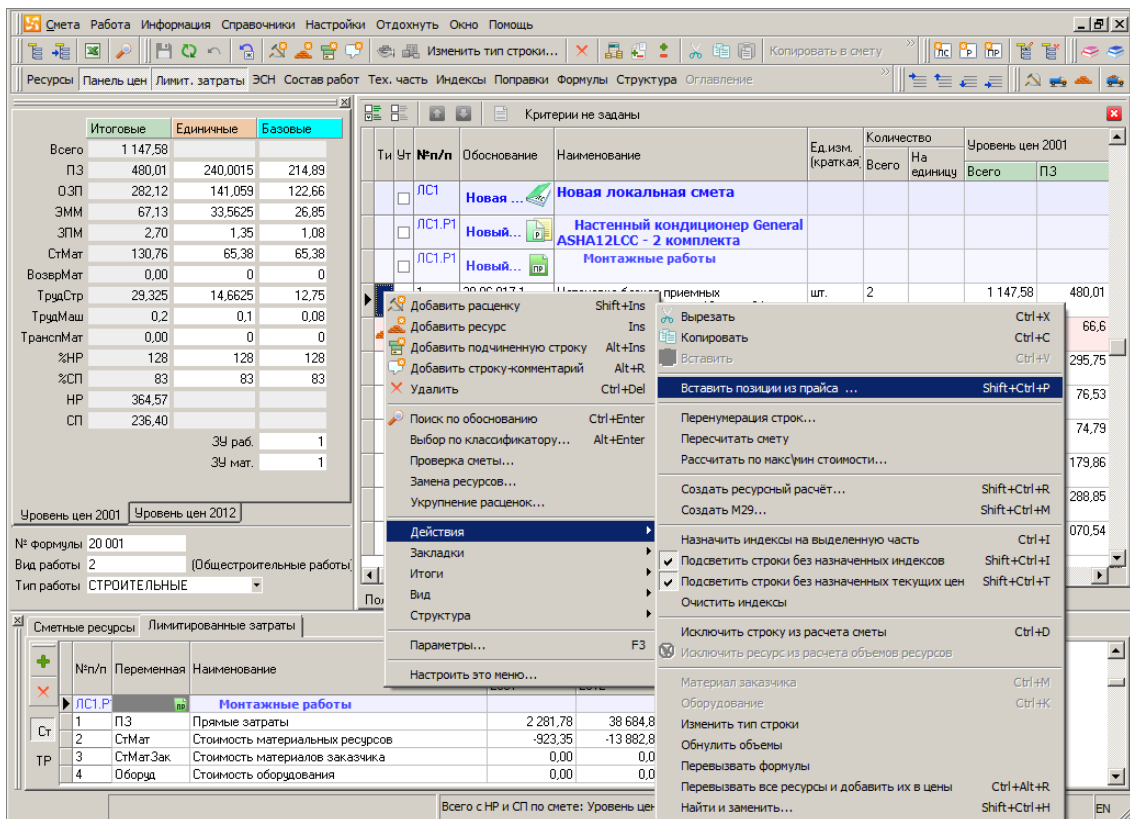 Смета Работа Информация Справочники Настройки Отдохнуть Окно Помощь
Изменить тип строки... Копировать в смету
Ресурсы Панель цен Лимит. затраты ЭСН Состав работ Тех. часть Индексы Поправки Формулы Структура Оглавление
Итоговые Единичные Базовые
Всего 1 147,58
ПЗ 480,01 240,0015 214,89
ОЗП 282,12 141,059 122,66
ЭММ 67,13 33,5625 26,85
ЗПМ 2,70 1,35 1,08
СтМат 130,76 65,38 65,38
ВозврМат 0,00 0 0
ТрудСтр 29,325 14,6625 12,75
ТрудМаш 0,2 0,1 0,08
ТранспМат 0,00 0 0
%НР 128 128 128
%СП 83 83 83
НР 364,57
СП 236,40
ЗУ раб. 1
ЗУ мат. 1
Уровень цен 2001 Уровень цен 2012
№ формулы 20 001
Вид работы 2 (Общестроительные работы
Тип работы СТРОИТЕЛЬНЫЕ
Критерии не заданы
Ти Ут №п/п Обоснование Наименование Ед.изм. (краткая) Количество Уровень цен 2001
Всего На единицу Всего ПЗ
ЛС1 Новая ... Новая локальная смета
ЛС1.Р1 Новый... Настенный кондиционер General
ASHA12LCC - 2 комплекта
ЛС1.Р1 Новый... Монтажные работы
приемных шт. 2 1 147,58 480,01
66,6
295,75
76,53
74,79
179,86
288,85
070,54
Добавить расценку Shift+Ins
Добавить ресурс Ins
Добавить подчиненную строку Alt+Ins
Добавить строку-комментарий Alt+R
Удалить Ctrl+Del
Поиск по обоснованию Ctrl+Enter
Выбор по классификатору... Alt+Enter
Проверка сметы...
Замена ресурсов...
Укрупнение расценок...
Действия
Закладки
Итоги
Вид
Структура
Параметры... F3
Настроить это меню...
Вырезать Ctrl+X
Копировать Ctrl+C
Вставить Ctrl+V
Вставить позиции из прайса ... Shift+Ctrl+P
Перенумерация строк...
Пересчитать смету
Рассчитать по макс\мин стоимости...
Создать ресурсный расчёт... Shift+Ctrl+R
Создать М29... Shift+Ctrl+M
Назначить индексы на выделенную часть Ctrl+I
Подсветить строки без назначенных индексов Shift+Ctrl+I
Подсветить строки без назначенных текущих цен Shift+Ctrl+T
Очистить индексы
Исключить строку из расчета сметы Ctrl+D
Исключить ресурс из расчета объемов ресурсов
Материал заказчика Ctrl+M
Оборудование Ctrl+K
Изменить тип строки
Обнулить объемы
Перевызвать формулы
Перевызвать все ресурсы и добавить их в цены Ctrl+Alt+R
Найти и заменить... Shift+Ctrl+H
Сметные ресурсы Лимитированные затраты
№п/п Переменная Наименование
ЛС1.Р Монтажные работы
1 ПЗ Прямые затраты 2 281,78 38 684,8
2 СтМат Стоимость материальных ресурсов -923,35 -13 882,8
3 СтМатЗак Стоимость материалов заказчика 0,00 0,0
4 Оборуд Стоимость оборудования 0,00 0,0
Ст
ТР
Всего с НР и СП по смете: Уровень цен
EN